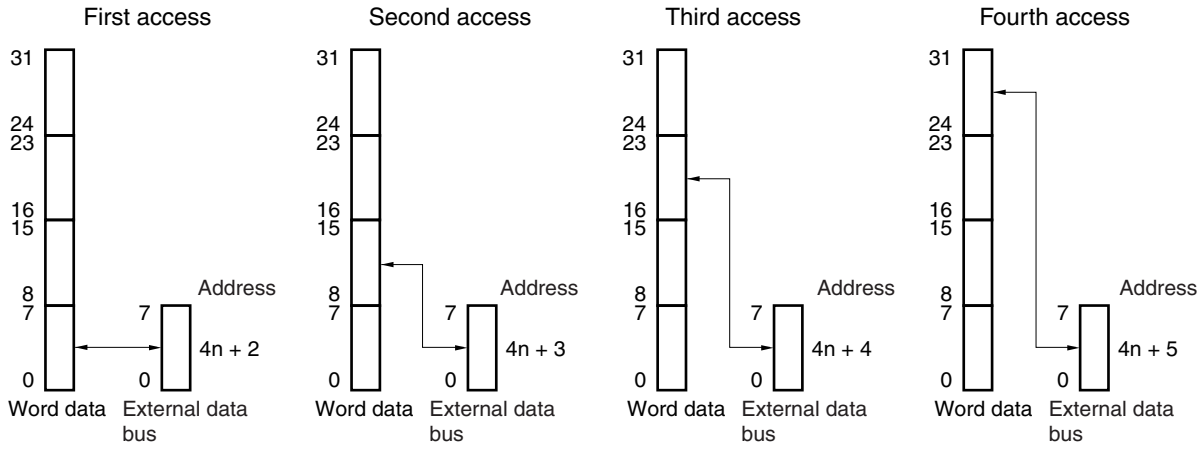 First access
31
24
23
16
15
8
7
0
Word data
Address
7
4n + 2
0
External data
bus
Second access
31
24
23
16
15
8
7
0
Word data
Address
7
4n + 3
0
External data
bus
Third access
31
24
23
16
15
8
7
0
Word data
Address
7
4n + 4
0
External data
bus
Fourth access
31
24
23
16
15
8
7
0
Word data
Address
7
4n + 5
0
External data
bus